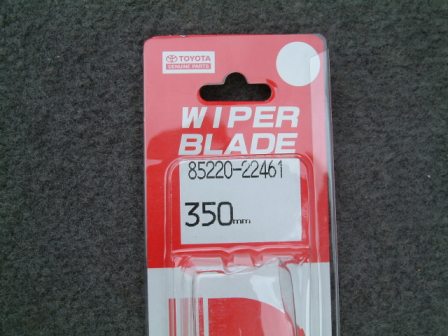 TOYOTA
GENUINE PARTS
WIPER
BLADE
85220-22461
350mm